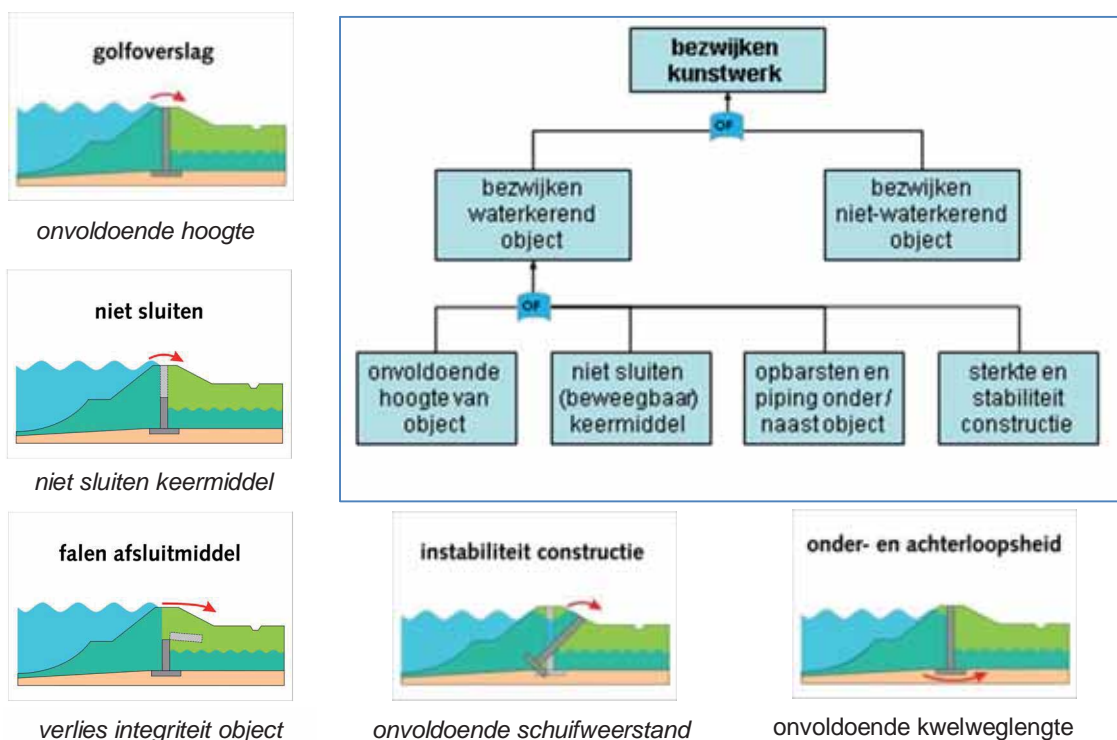 golfoverslag
onvoldoende hoogte
niet sluiten
niet sluiten keermiddel
falen afsluitmiddel
verlies integriteit object
bezwijken
kunstwerk
OF
bezwijken
waterkerend
object
bezwijken
niet-waterkerend
object
OF
onvoldoende
hoogte van
object
niet sluiten
(beweegbaar)
keermiddel
opbarsten en
piping onder/
naast object
sterkte en
stabiliteit
constructie
instabiliteit constructie
onvoldoende schuifweerstand
onder- en achterloopsheid
onvoldoende kwelweglengte